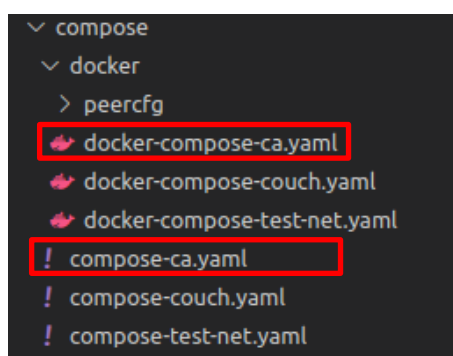 compose
docker
peercfg
docker-compose-ca.yaml
docker-compose-couch.yaml
docker-compose-test-net.yaml
! compose-ca.yaml
! compose-couch.yaml
! compose-test-net.yaml